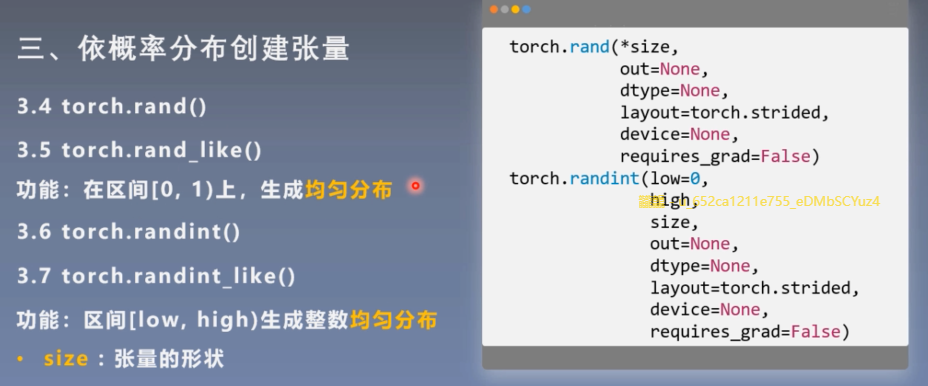 三、依概率分布创建张量
3.4 torch.rand()
3.5 torch.rand_like()
功能：在区间[0, 1)上，生成均匀分布
3.6 torch.randint()
3.7 torch.randint_like()
功能：区间[low, high)生成整数均匀分布
• size : 张量的形状
torch.rand(*size,
out=None,
dtype=None,
layout=torch.strided,
device=None,
requires_grad=False)
torch.randint(low=0,
high,
size,
out=None,
dtype=None,
layout=torch.strided,
device=None,
requires_grad=False)